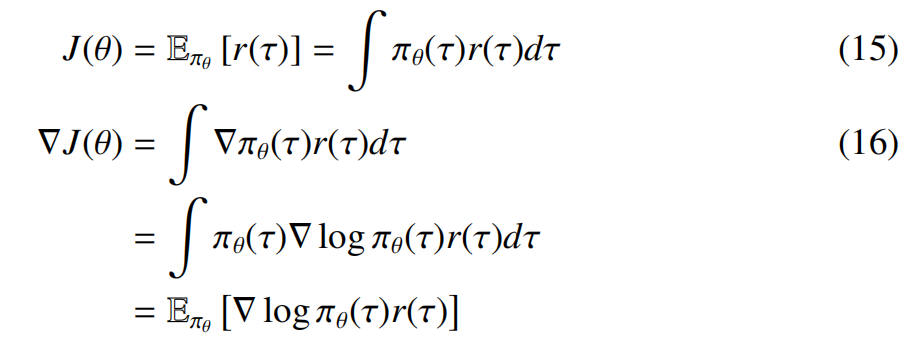 J(θ) = 𝔼_{π_θ} [r(τ)] = ∫ π_θ(τ)r(τ)dτ (15)
∇J(θ) = ∫ ∇π_θ(τ)r(τ)dτ (16)
= ∫ π_θ(τ)∇ log π_θ(τ)r(τ)dτ
= 𝔼_{π_θ} [∇ log π_θ(τ)r(τ)]